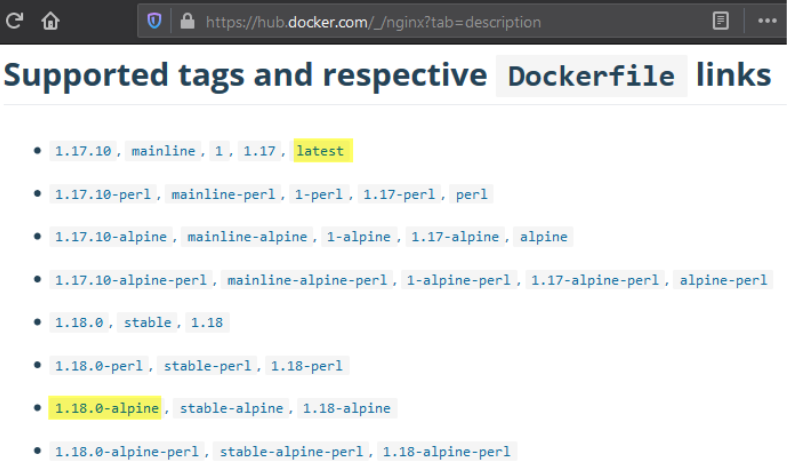 https://hub.docker.com/_/nginx?tab=description
Supported tags and respective Dockerfile links
1.17.10, mainline, 1, 1.17, latest
1.17.10-perl, mainline-perl, 1-perl, 1.17-perl, perl
1.17.10-alpine, mainline-alpine, 1-alpine, 1.17-alpine, alpine
1.17.10-alpine-perl, mainline-alpine-perl, 1-alpine-perl, 1.17-alpine-perl, alpine-perl
1.18.0, stable, 1.18
1.18.0-perl, stable-perl, 1.18-perl
1.18.0-alpine, stable-alpine, 1.18-alpine
1.18.0-alpine-perl, stable-alpine-perl, 1.18-alpine-perl